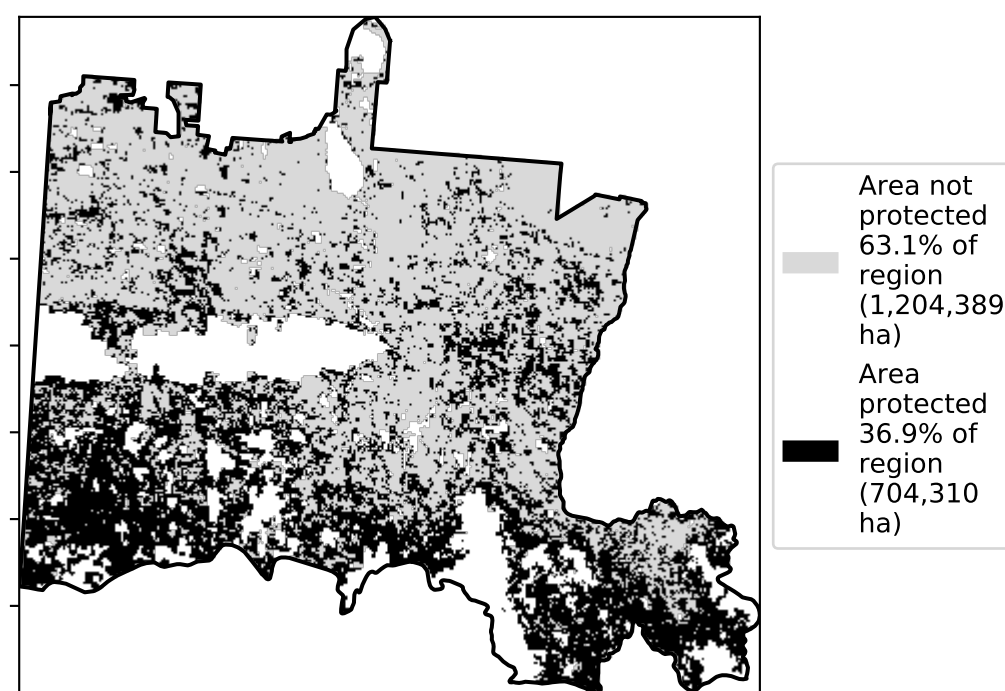 Area not
protected
63.1% of
region
(1,204,389
ha)
Area
protected
36.9% of
region
(704,310
ha)